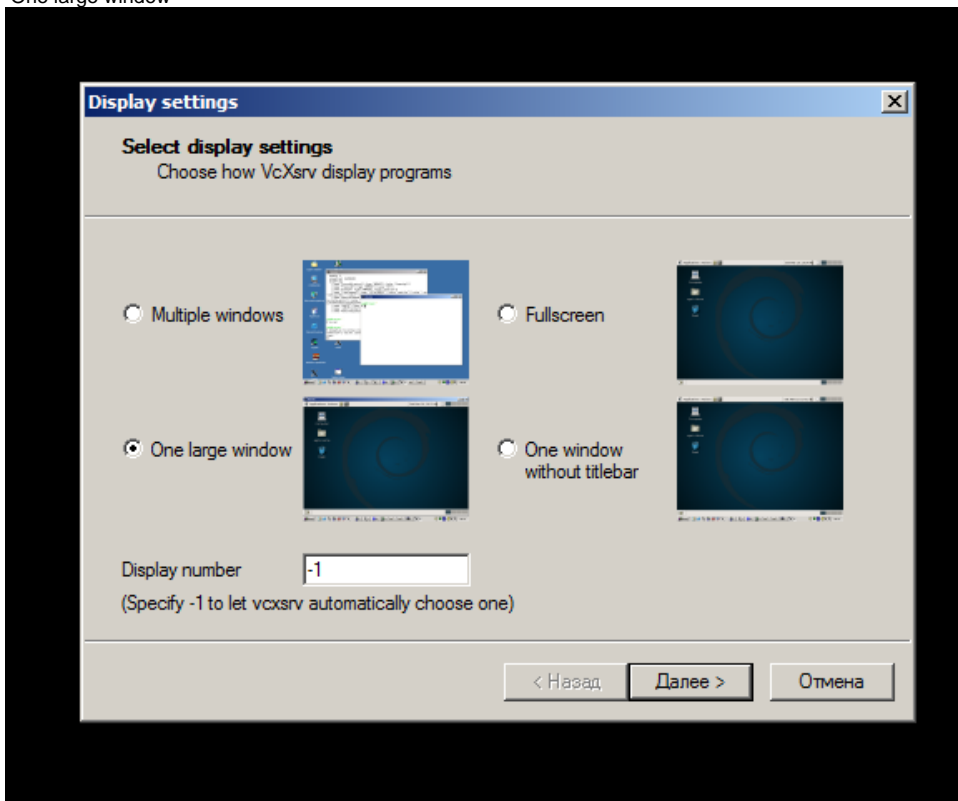 One large window
Display settings
Select display settings
Choose how VcXsrv display programs
Multiple windows
Fullscreen
One large window
One window
without titlebar
Display number
-1
(Specify -1 to let vcxsrv automatically choose one)
< Назад
Далее >
Отмена